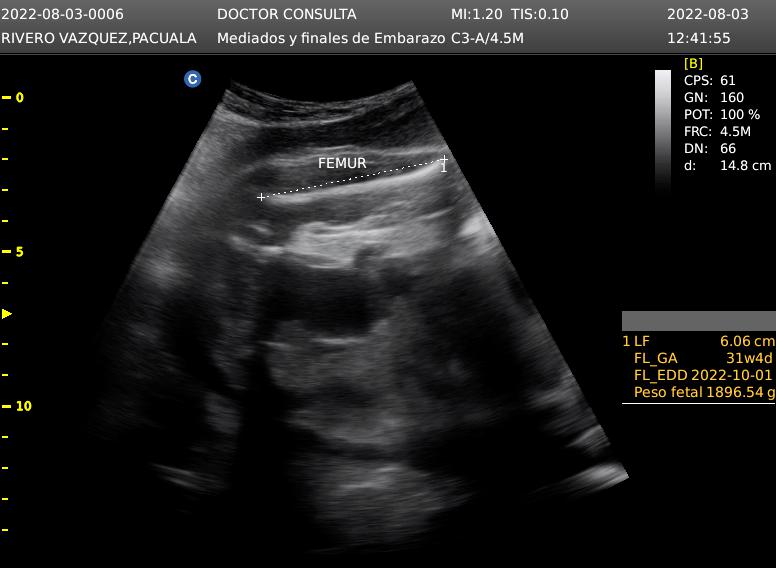 2022-08-03-0006 DOCTOR CONSULTA MI:1.20 TIS:0.10 2022-08-03
RIVERO VAZQUEZ,PACUALA Mediados y finales de Embarazo C3-A/4.5M 12:41:55
[B]
CPS: 61
GN: 160
POT: 100 %
FRC: 4.5M
DN: 66
d: 14.8 cm
C
0
FEMUR
1
5
10
1 LF 6.06 cm
FL_GA 31w4d
FL_EDD 2022-10-01
Peso fetal 1896.54 g